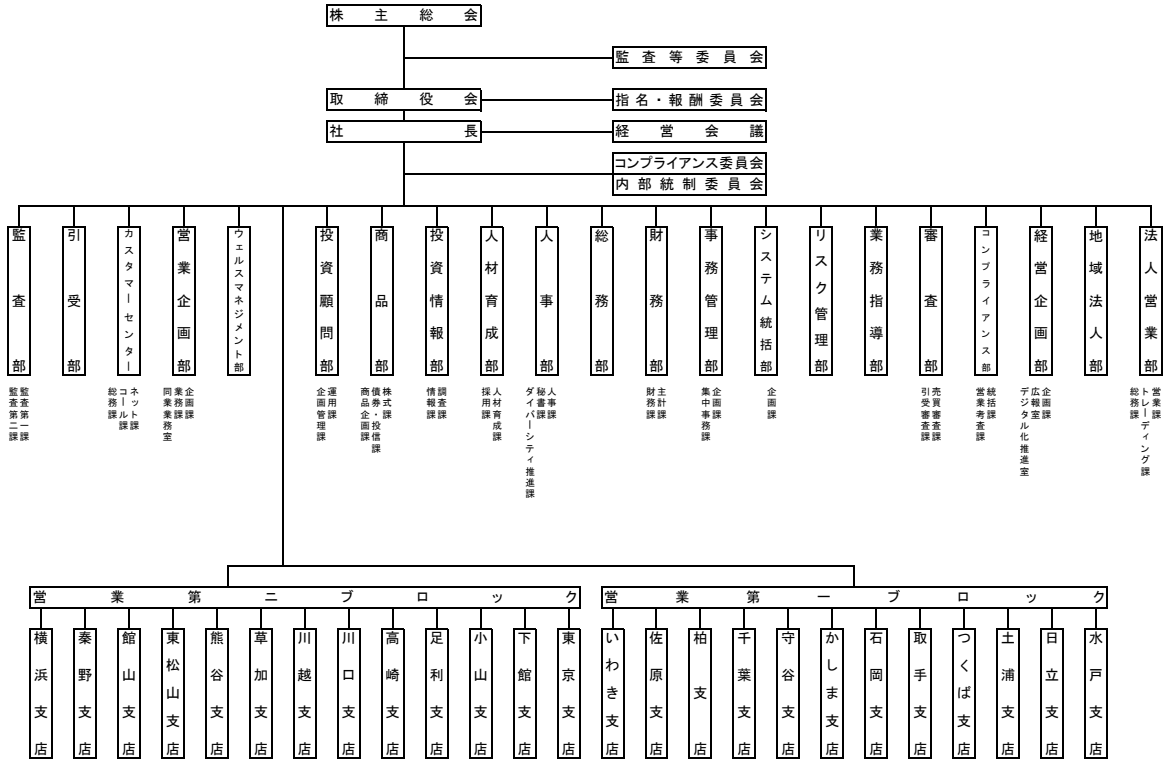 株主総会
監査等委員会
取締役会
指名・報酬委員会
社長
経営会議
コンプライアンス委員会
内部統制委員会
法人営業部
営業課
トレーディング課
総務課
地域法人部
経営企画部
企画課
広報室
デジタル化推進室
コンプライアンス部
統括課
営業考査課
審査部
売買審査課
引受審査課
業務指導部
リスク管理部
システム統括部
企画課
事務管理部
企画課
集中事務課
財務部
主計課
財務課
総務部
人事部
人事課
秘書課
ダイバーシティ推進課
人材育成部
人材育成課
採用課
投資情報部
調査課
情報課
商品部
株式課
債券・投信課
商品企画課
投資顧問部
運用課
企画管理課
ウェルスマネジメント部
営業企画部
企画課
業務課
同業業務室
カスタマーセンター
ネット課
コール課
総務課
引受部
監査部
監査第一課
監査第二課
営業第一ブロック
水戸支店
日立支店
土浦支店
つくば支店
取手支店
石岡支店
かしま支店
守谷支店
千葉支店
柏支店
佐原支店
いわき支店
営業第二ブロック
東京支店
下館支店
小山支店
足利支店
高崎支店
川口支店
川越支店
草加支店
熊谷支店
東松山支店
館山支店
秦野支店
横浜支店